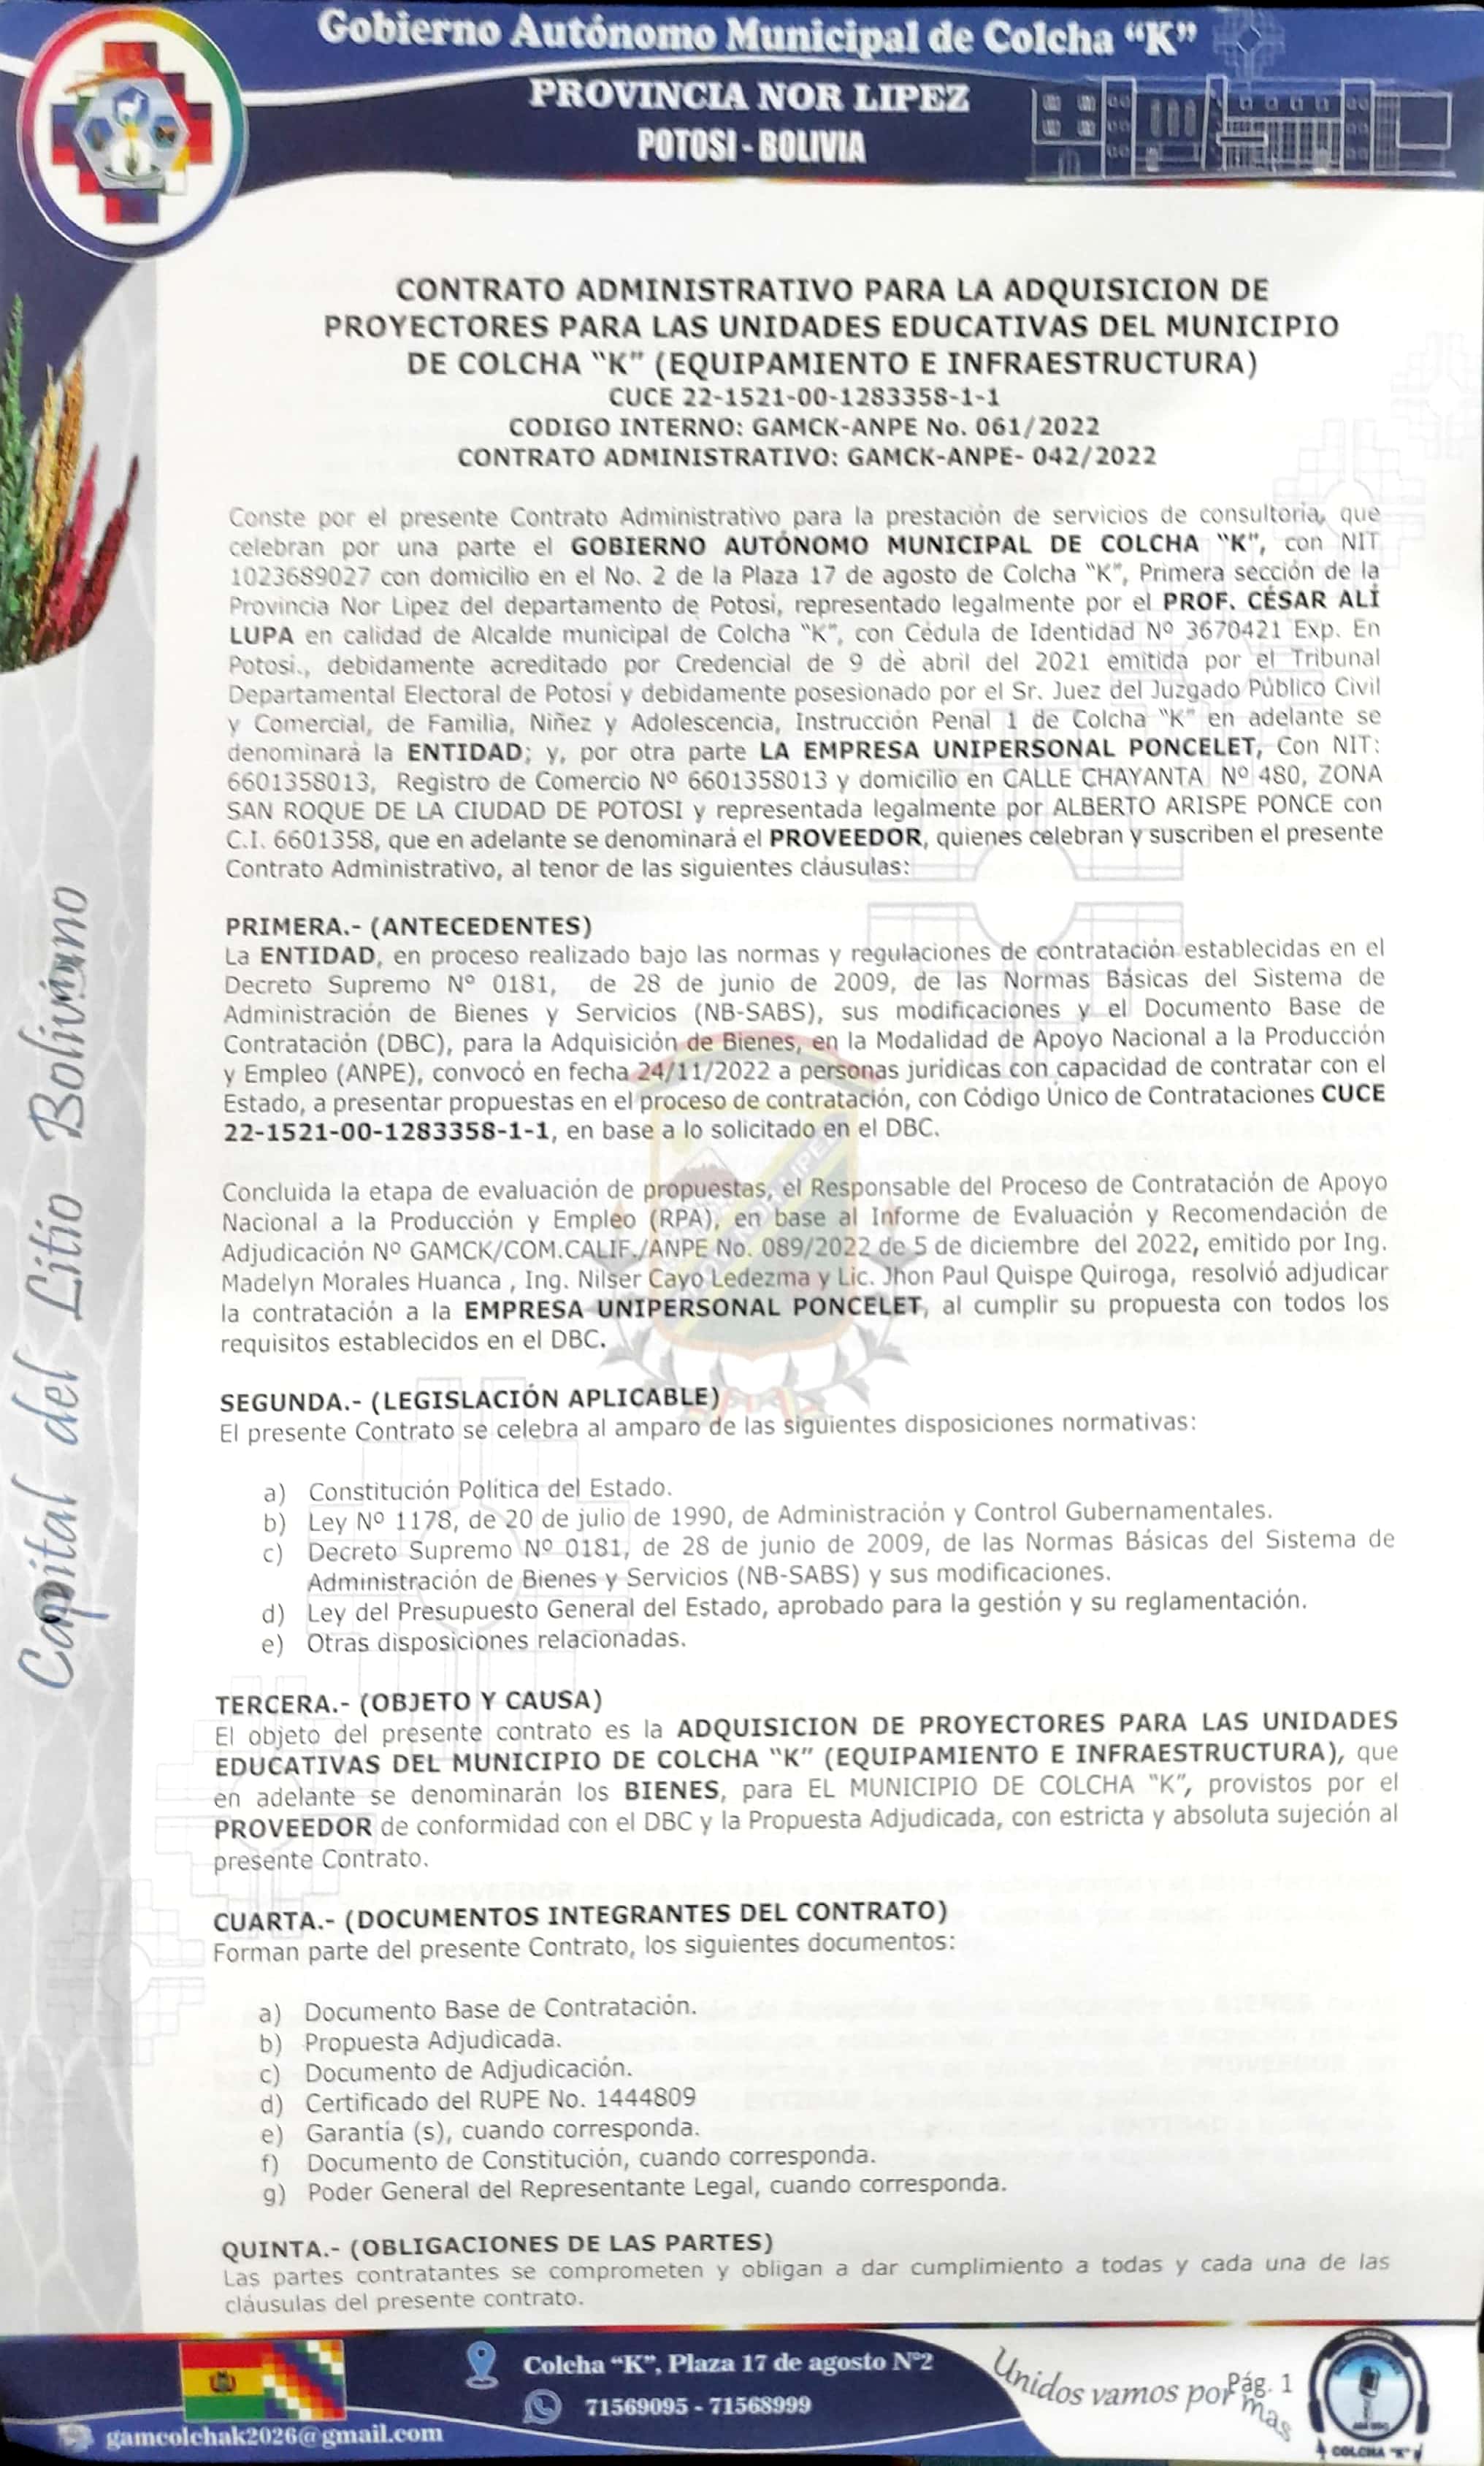 Gobierno Autónomo Municipal de Colcha “K”
PROVINCIA NOR LIPEZ
POTOSI - BOLIVIA
CONTRATO ADMINISTRATIVO PARA LA ADQUISICION DE
PROYECTORES PARA LAS UNIDADES EDUCATIVAS DEL MUNICIPIO
DE COLCHA “K” (EQUIPAMIENTO E INFRAESTRUCTURA)
CUCE 22-1521-00-1283358-1-1
CODIGO INTERNO: GAMCK-ANPE No. 061/2022
CONTRATO ADMINISTRATIVO: GAMCK-ANPE- 042/2022
Conste por el presente Contrato Administrativo para la prestación de servicios de consultoría, que
celebran por una parte el GOBIERNO AUTÓNOMO MUNICIPAL DE COLCHA “K”, con NIT
1023689027 con domicilio en el No. 2 de la Plaza 17 de agosto de Colcha “K”, Primera sección de la
Provincia Nor Lipez del departamento de Potosí, representado legalmente por el PROF. CÉSAR ALÍ
LUPA en calidad de Alcalde municipal de Colcha “K”, con Cédula de Identidad Nº 3670421 Exp. En
Potosí., debidamente acreditado por Credencial de 9 de abril del 2021 emitida por el Tribunal
Departamental Electoral de Potosí y debidamente posesionado por el Sr. Juez del Juzgado Público Civil
y Comercial, de Familia, Niñez y Adolescencia, Instrucción Penal 1 de Colcha “K” en adelante se
denominará la ENTIDAD; y, por otra parte LA EMPRESA UNIPERSONAL PONCELET, Con NIT:
6601358013, Registro de Comercio Nº 6601358013 y domicilio en CALLE CHAYANTA Nº 480, ZONA
SAN ROQUE DE LA CIUDAD DE POTOSI y representada legalmente por ALBERTO ARISPE PONCE con
C.I. 6601358, que en adelante se denominará el PROVEEDOR, quienes celebran y suscriben el presente
Contrato Administrativo, al tenor de las siguientes cláusulas:
PRIMERA.- (ANTECEDENTES)
La ENTIDAD, en proceso realizado bajo las normas y regulaciones de contratación establecidas en el
Decreto Supremo N° 0181, de 28 de junio de 2009, de las Normas Básicas del Sistema de
Administración de Bienes y Servicios (NB-SABS), sus modificaciones y el Documento Base de
Contratación (DBC), para la Adquisición de Bienes, en la Modalidad de Apoyo Nacional a la Producción
y Empleo (ANPE), convocó en fecha 24/11/2022 a personas jurídicas con capacidad de contratar con el
Estado, a presentar propuestas en el proceso de contratación, con Código Único de Contrataciones CUCE
22-1521-00-1283358-1-1, en base a lo solicitado en el DBC.
Concluida la etapa de evaluación de propuestas, el Responsable del Proceso de Contratación de Apoyo
Nacional a la Producción y Empleo (RPA), en base al Informe de Evaluación y Recomendación de
Adjudicación Nº GAMCK/COM.CALIF./ANPE No. 089/2022 de 5 de diciembre del 2022, emitido por Ing.
Madelyn Morales Huanca , Ing. Nilser Cayo Ledezma y Lic. Jhon Paul Quispe Quiroga, resolvió adjudicar
la contratación a la EMPRESA UNIPERSONAL PONCELET, al cumplir su propuesta con todos los
requisitos establecidos en el DBC.
SEGUNDA.- (LEGISLACIÓN APLICABLE)
El presente Contrato se celebra al amparo de las siguientes disposiciones normativas:
a) Constitución Política del Estado.
b) Ley Nº 1178, de 20 de julio de 1990, de Administración y Control Gubernamentales.
c) Decreto Supremo Nº 0181, de 28 de junio de 2009, de las Normas Básicas del Sistema de
Administración de Bienes y Servicios (NB-SABS) y sus modificaciones.
d) Ley del Presupuesto General del Estado, aprobado para la gestión y su reglamentación.
e) Otras disposiciones relacionadas.
TERCERA.- (OBJETO Y CAUSA)
El objeto del presente contrato es la ADQUISICION DE PROYECTORES PARA LAS UNIDADES
EDUCATIVAS DEL MUNICIPIO DE COLCHA “K” (EQUIPAMIENTO E INFRAESTRUCTURA), que
en adelante se denominarán los BIENES, para EL MUNICIPIO DE COLCHA “K”, provistos por el
PROVEEDOR de conformidad con el DBC y la Propuesta Adjudicada, con estricta y absoluta sujeción al
presente Contrato.
CUARTA.- (DOCUMENTOS INTEGRANTES DEL CONTRATO)
Forman parte del presente Contrato, los siguientes documentos:
a) Documento Base de Contratación.
b) Propuesta Adjudicada.
c) Documento de Adjudicación.
d) Certificado del RUPE No. 1444809
e) Garantía (s), cuando corresponda.
f) Documento de Constitución, cuando corresponda.
g) Poder General del Representante Legal, cuando corresponda.
QUINTA.- (OBLIGACIONES DE LAS PARTES)
Las partes contratantes se comprometen y obligan a dar cumplimiento a todas y cada una de las
cláusulas del presente contrato.
Capital del Litio Boliviano
Colcha “K”, Plaza 17 de agosto N°2
71569095 - 71568999
gamcolchak2026@gmail.com
Unidos vamos por mas
Pág. 1
COLCHA "K"